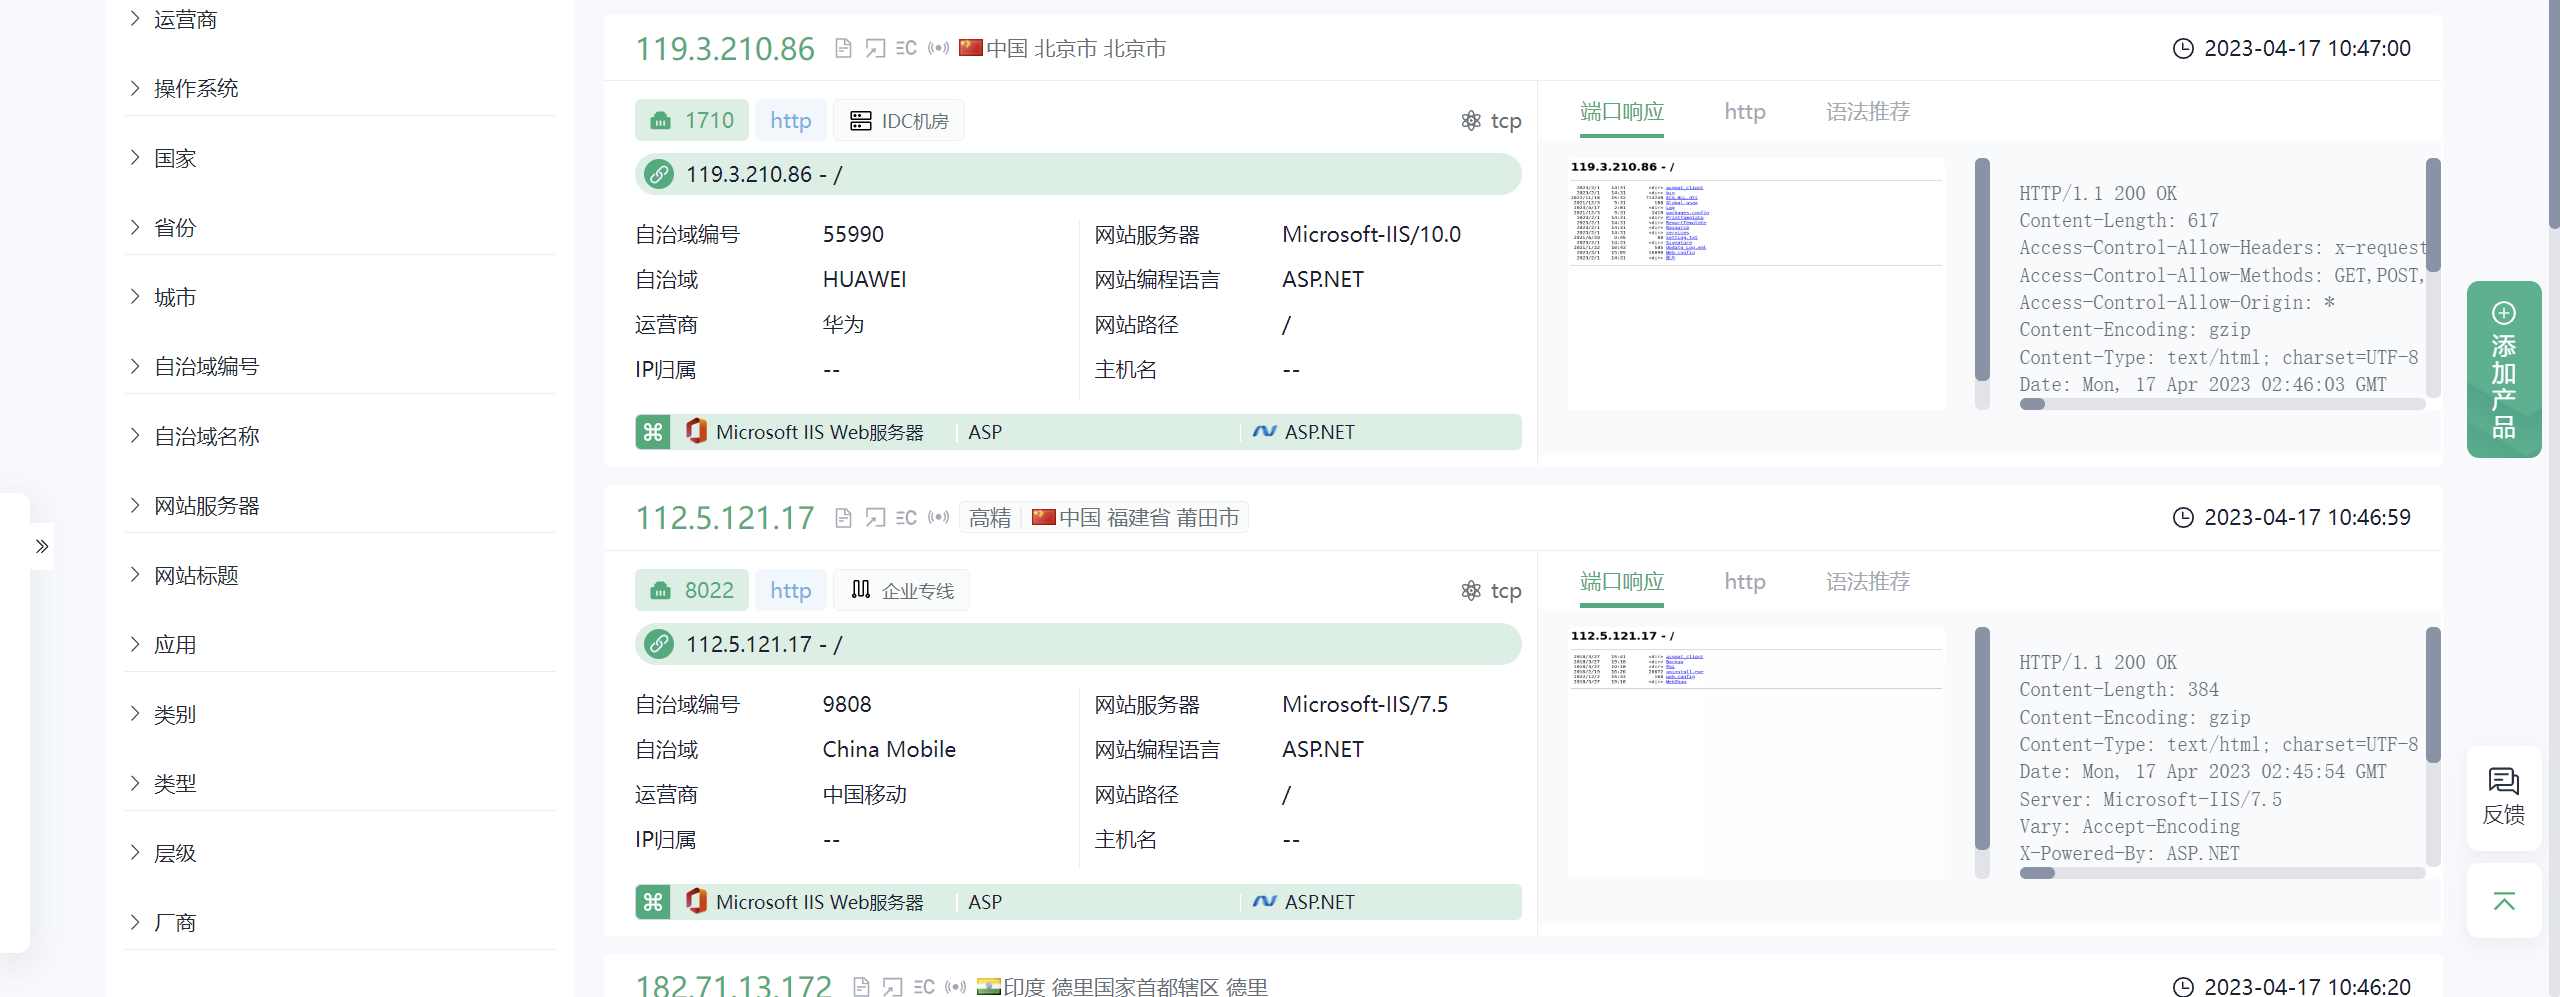 运营商
操作系统
国家
省份
城市
自治域编号
自治域名称
网站服务器
网站标题
应用
类别
类型
层级
厂商
119.3.210.86 中国 北京市 北京市 2023-04-17 10:47:00
1710 http IDC机房 tcp
119.3.210.86 - /
自治域编号 55990 网站服务器 Microsoft-IIS/10.0
自治域 HUAWEI 网站编程语言 ASP.NET
运营商 华为 网站路径 /
IP归属 -- 主机名 --
Microsoft IIS Web服务器 ASP ASP.NET
端口响应 http 语法推荐
119.3.210.86 - /
HTTP/1.1 200 OK
Content-Length: 617
Access-Control-Allow-Headers: x-request
Access-Control-Allow-Methods: GET,POST,
Access-Control-Allow-Origin: *
Content-Encoding: gzip
Content-Type: text/html; charset=UTF-8
Date: Mon, 17 Apr 2023 02:46:03 GMT
112.5.121.17 高精 中国 福建省 莆田市 2023-04-17 10:46:59
8022 http 企业专线 tcp
112.5.121.17 - /
自治域编号 9808 网站服务器 Microsoft-IIS/7.5
自治域 China Mobile 网站编程语言 ASP.NET
运营商 中国移动 网站路径 /
IP归属 -- 主机名 --
Microsoft IIS Web服务器 ASP ASP.NET
端口响应 http 语法推荐
112.5.121.17 - /
HTTP/1.1 200 OK
Content-Length: 384
Content-Encoding: gzip
Content-Type: text/html; charset=UTF-8
Date: Mon, 17 Apr 2023 02:45:54 GMT
Server: Microsoft-IIS/7.5
Vary: Accept-Encoding
X-Powered-By: ASP.NET
182.71.13.172 印度 德里国家首都辖区 德里 2023-04-17 10:46:20
添加产品
反馈